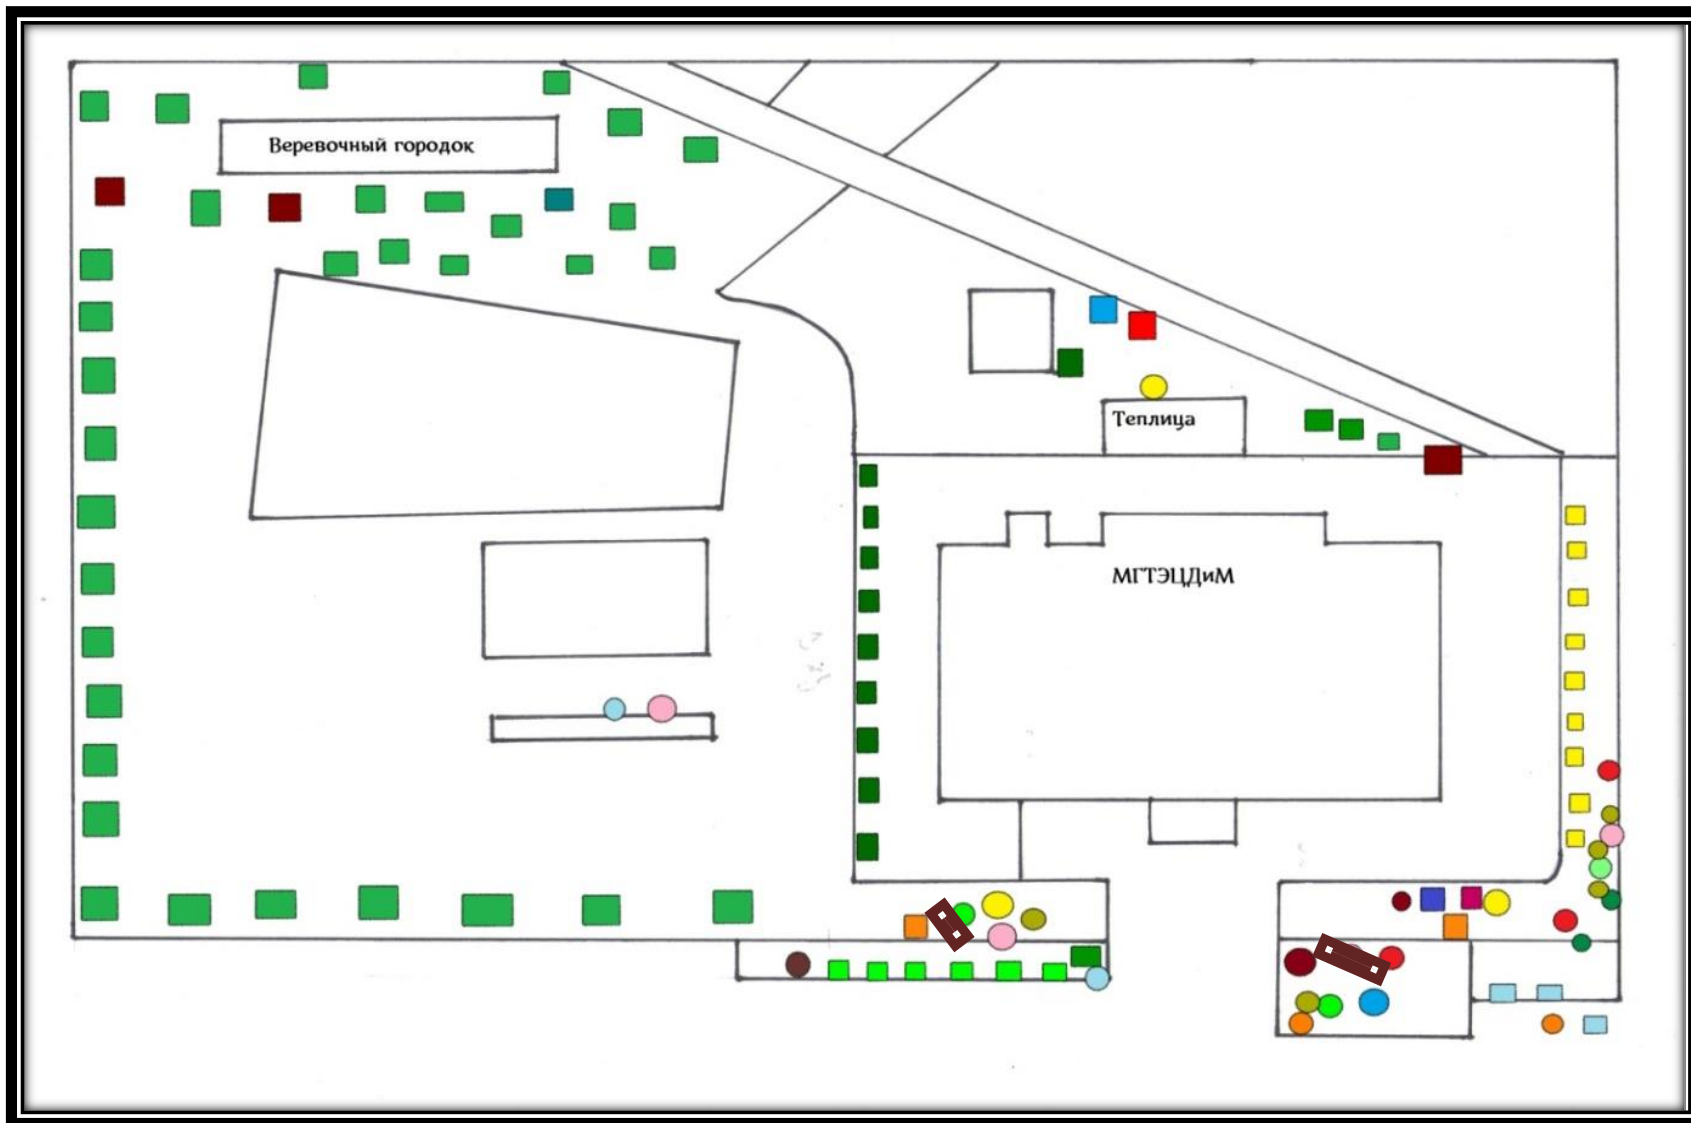 Веревочный городок
Теплица
МГТЭЦДиМ